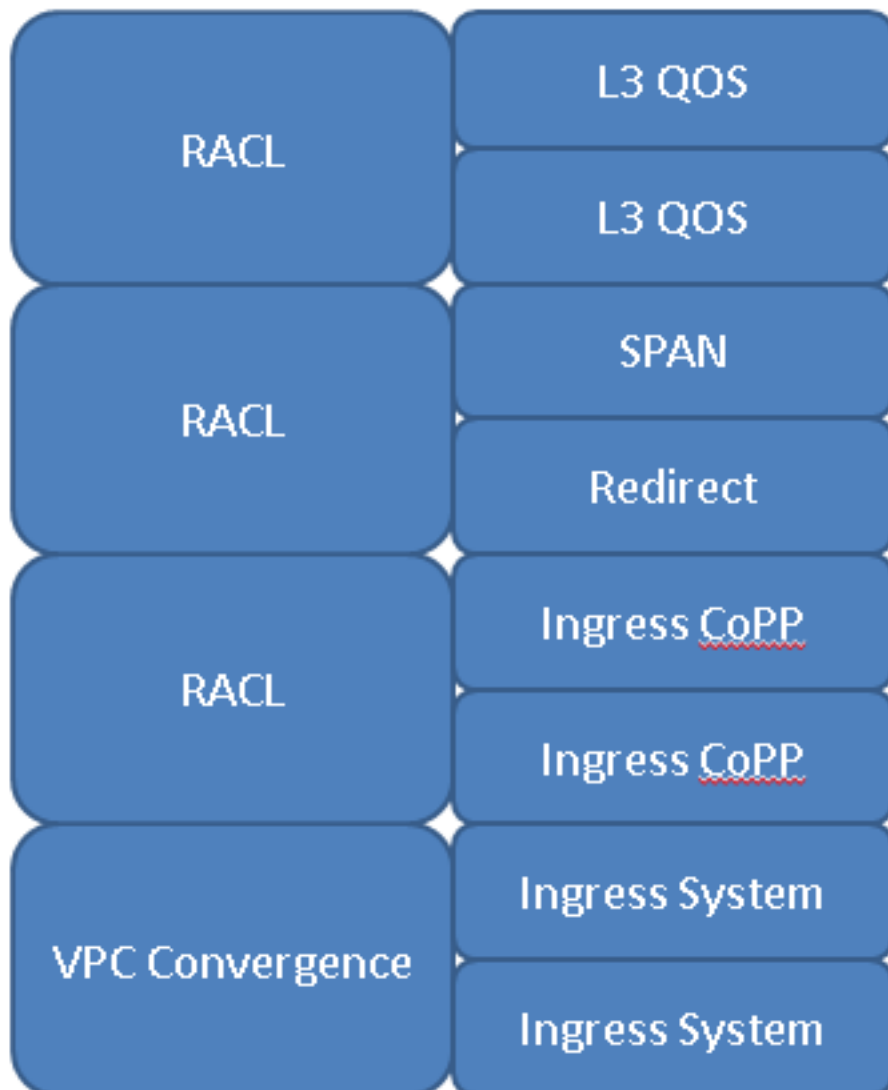 RACL
L3 QOS
L3 QOS
RACL
SPAN
Redirect
RACL
Ingress CoPP
Ingress CoPP
VPC Convergence
Ingress System
Ingress System